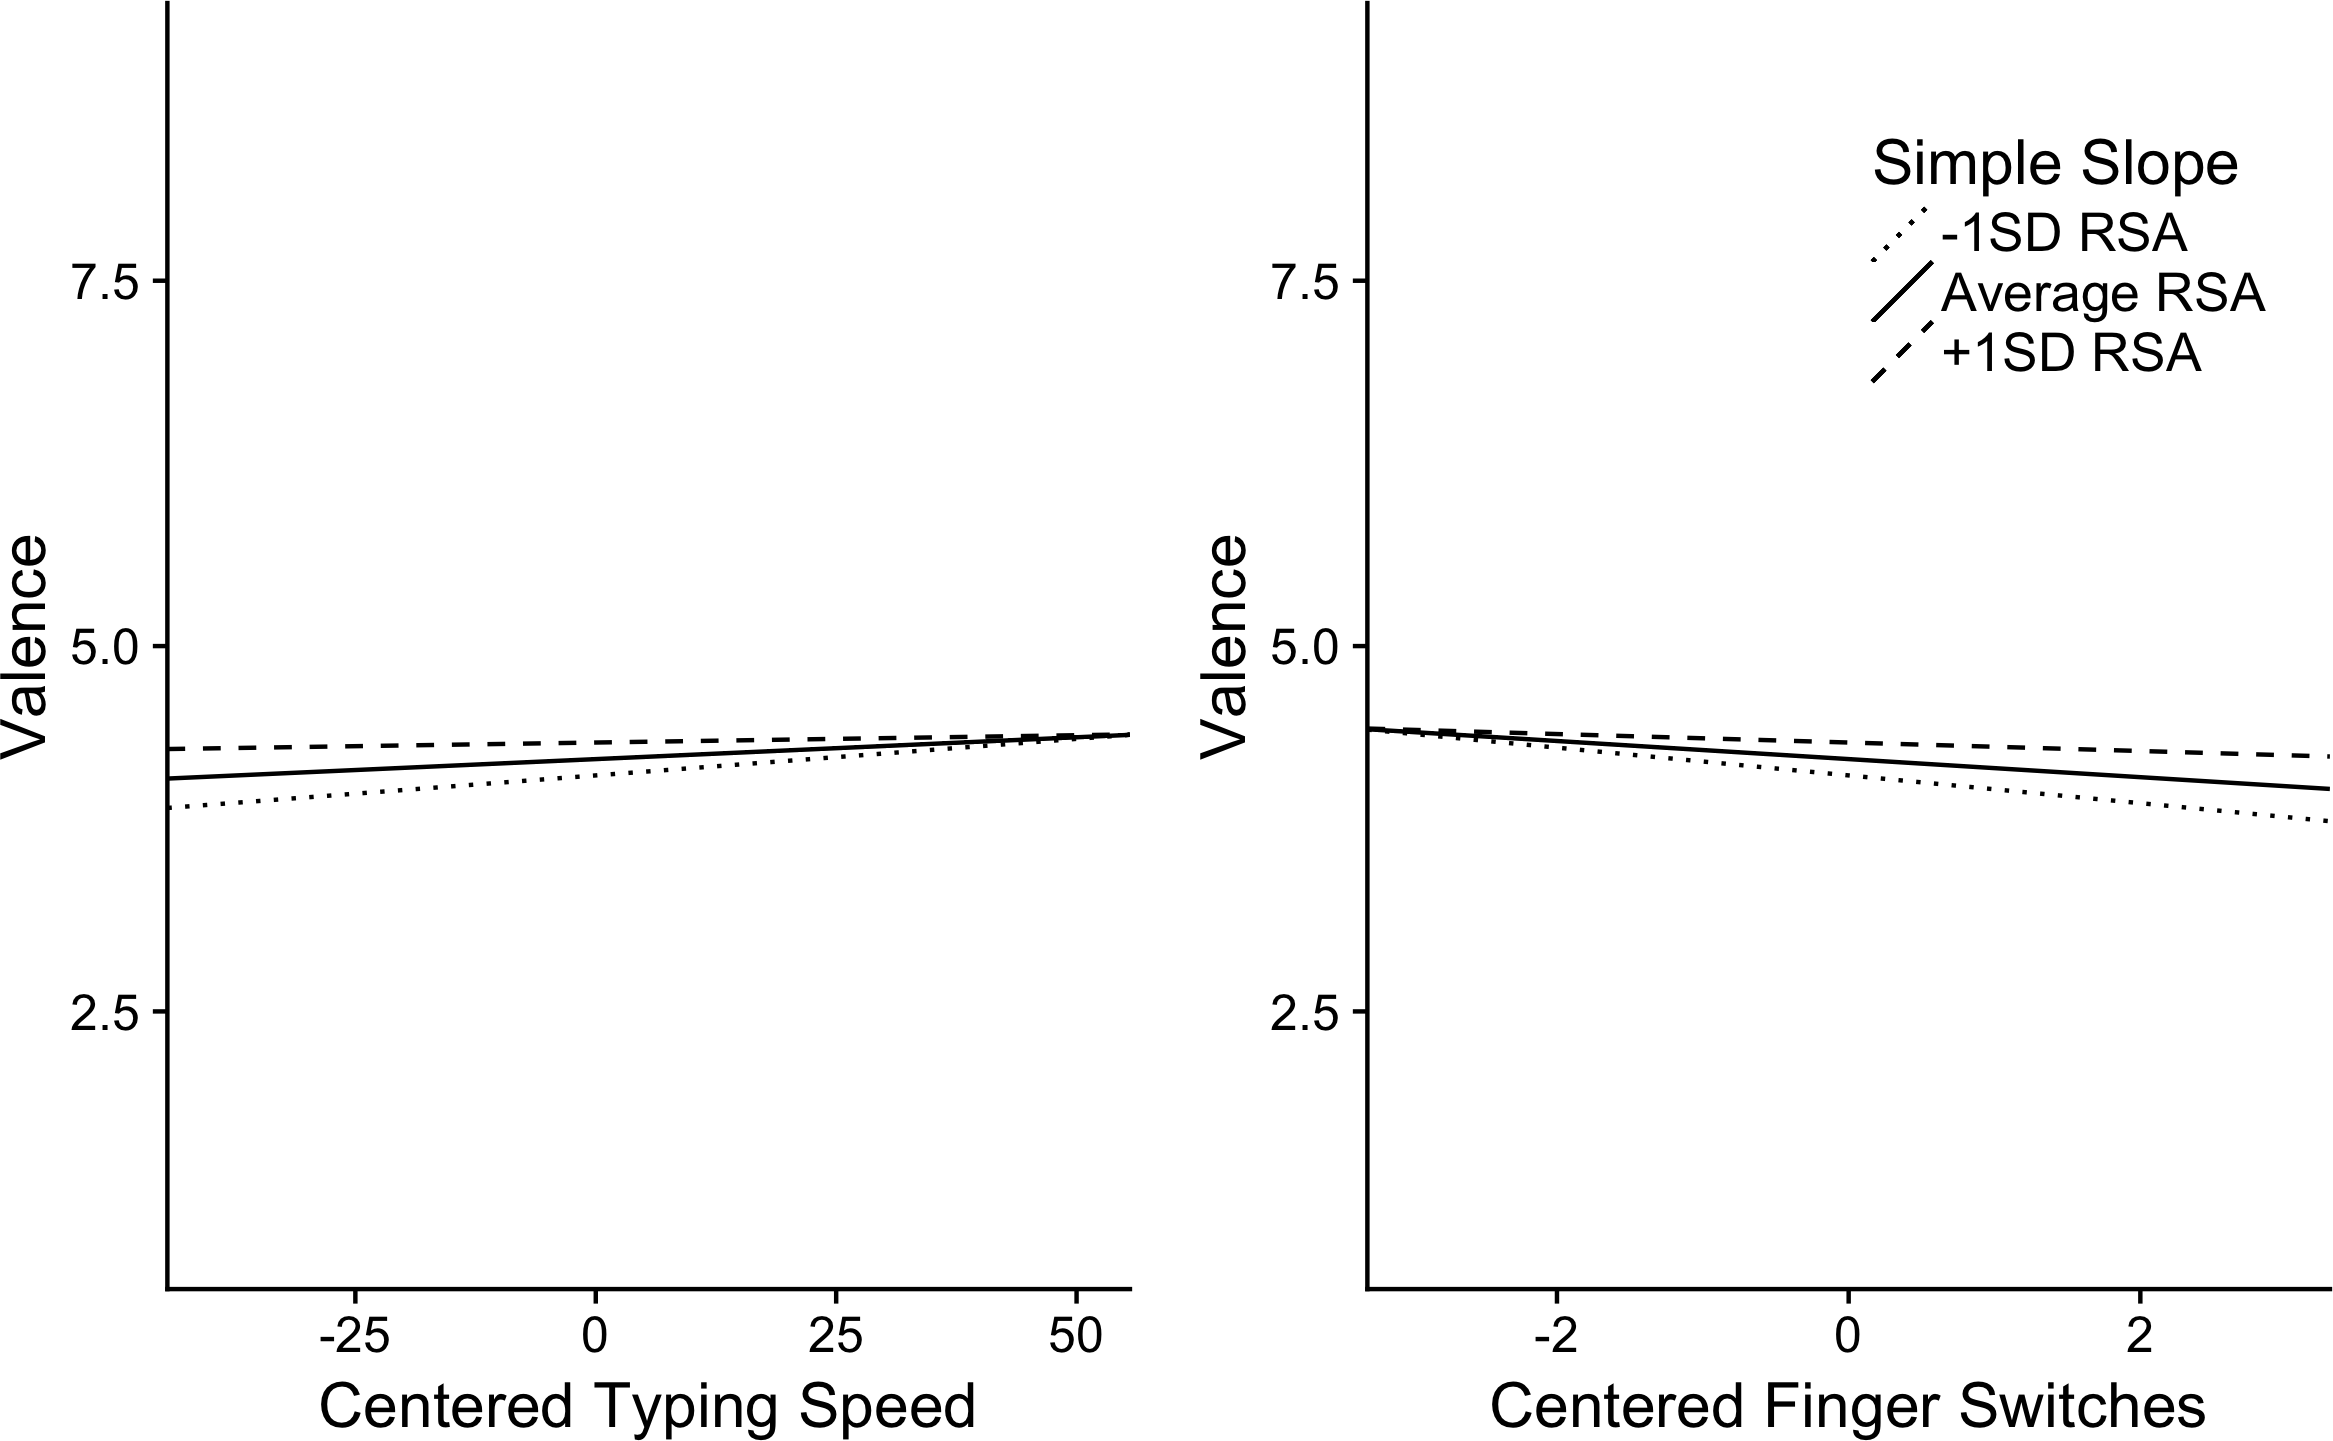 Valence
7.5
5.0
2.5
-25 0 25 50
Centered Typing Speed
Valence
7.5
5.0
2.5
-2 0 2
Centered Finger Switches
Simple Slope
-1SD RSA
Average RSA
+1SD RSA